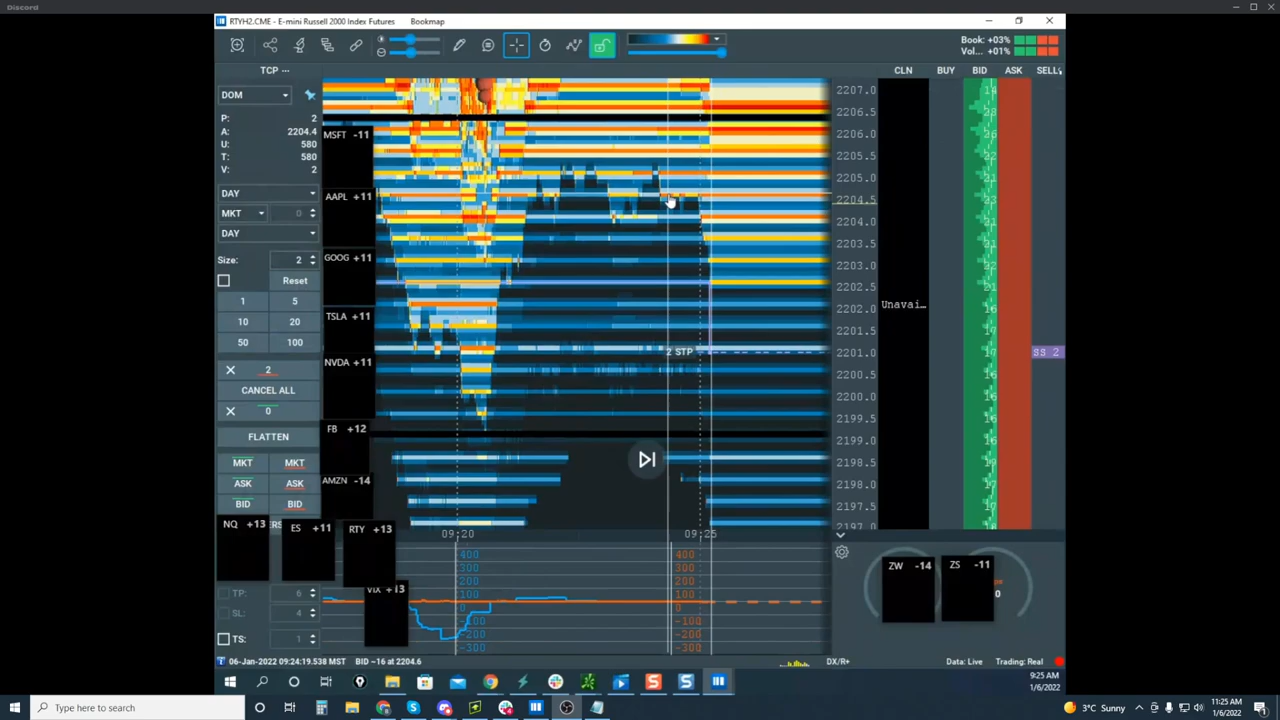 Discord
RTYH2.CME - E-mini Russell 2000 Index Futures Bookmap
Book: +03%
Vol... +01%
TCP ...
CLN BUY BID ASK SELL
DOM
P: 2
A: 2204.4
U: 580
T: 580
V: 2
DAY
MKT 0
DAY
Size: 2
Reset
1 5
10 20
50 100
2
CANCEL ALL
0
FLATTEN
MKT MKT
ASK ASK
BID BID
MSFT -11
AAPL +11
GOOG +11
TSLA +11
NVDA +11
FB +12
AMZN -14
NQ +13
ES +11
RTY +13
VIX +13
TP: 6
SL: 4
TS: 1
2 STP
2207.0
2206.5
2206.0
2205.5
2205.0
2204.5
2204.0
2203.5
2203.0
2202.5
2202.0
2201.5
2201.0
2200.5
2200.0
2199.5
2199.0
2198.5
2198.0
2197.5
2197.0
Unavai...
SS 2
09:20 09:25
400 400
300 300
200 200
100 100
0 0
-100 -100
-200 -200
-300 -300
ZW -14
ZS -11
0
06-Jan-2022 09:24:19.538 MST BID ~16 at 2204.6
DX/R+
Data: Live
Trading: Real
9:25 AM
1/6/2022
Type here to search
3°C Sunny
11:25 AM
1/6/2022